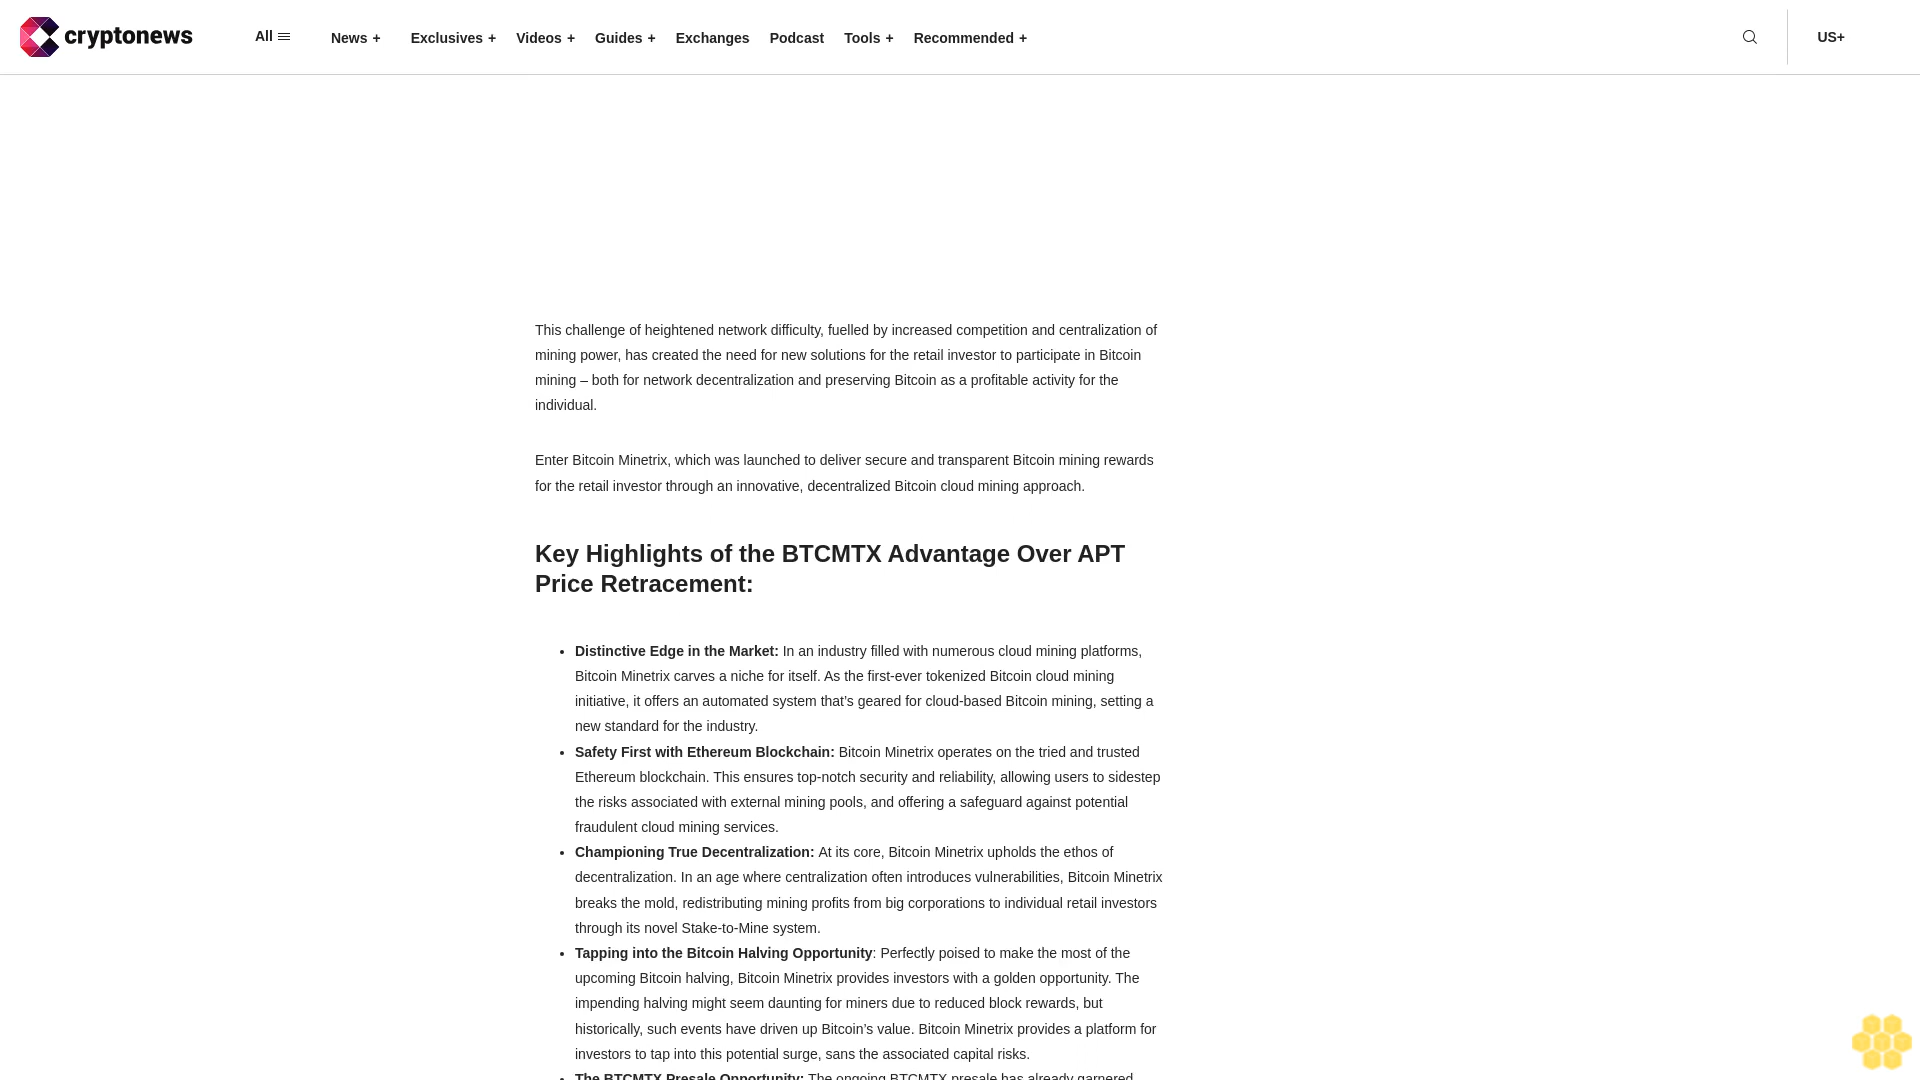 cryptonews
All
News +
Exclusives +
Videos +
Guides +
Exchanges
Podcast
Tools +
Recommended +
US+
This challenge of heightened network difficulty, fuelled by increased competition and centralization of
mining power, has created the need for new solutions for the retail investor to participate in Bitcoin
mining – both for network decentralization and preserving Bitcoin as a profitable activity for the
individual.
Enter Bitcoin Minetrix, which was launched to deliver secure and transparent Bitcoin mining rewards
for the retail investor through an innovative, decentralized Bitcoin cloud mining approach.
Key Highlights of the BTCMTX Advantage Over APT
Price Retracement:
• Distinctive Edge in the Market: In an industry filled with numerous cloud mining platforms,
Bitcoin Minetrix carves a niche for itself. As the first-ever tokenized Bitcoin cloud mining
initiative, it offers an automated system that’s geared for cloud-based Bitcoin mining, setting a
new standard for the industry.
• Safety First with Ethereum Blockchain: Bitcoin Minetrix operates on the tried and trusted
Ethereum blockchain. This ensures top-notch security and reliability, allowing users to sidestep
the risks associated with external mining pools, and offering a safeguard against potential
fraudulent cloud mining services.
• Championing True Decentralization: At its core, Bitcoin Minetrix upholds the ethos of
decentralization. In an age where centralization often introduces vulnerabilities, Bitcoin Minetrix
breaks the mold, redistributing mining profits from big corporations to individual retail investors
through its novel Stake-to-Mine system.
• Tapping into the Bitcoin Halving Opportunity: Perfectly poised to make the most of the
upcoming Bitcoin halving, Bitcoin Minetrix provides investors with a golden opportunity. The
impending halving might seem daunting for miners due to reduced block rewards, but
historically, such events have driven up Bitcoin’s value. Bitcoin Minetrix provides a platform for
investors to tap into this potential surge, sans the associated capital risks.
• The BTCMTX Presale Opportunity: The ongoing BTCMTX presale has already garnered